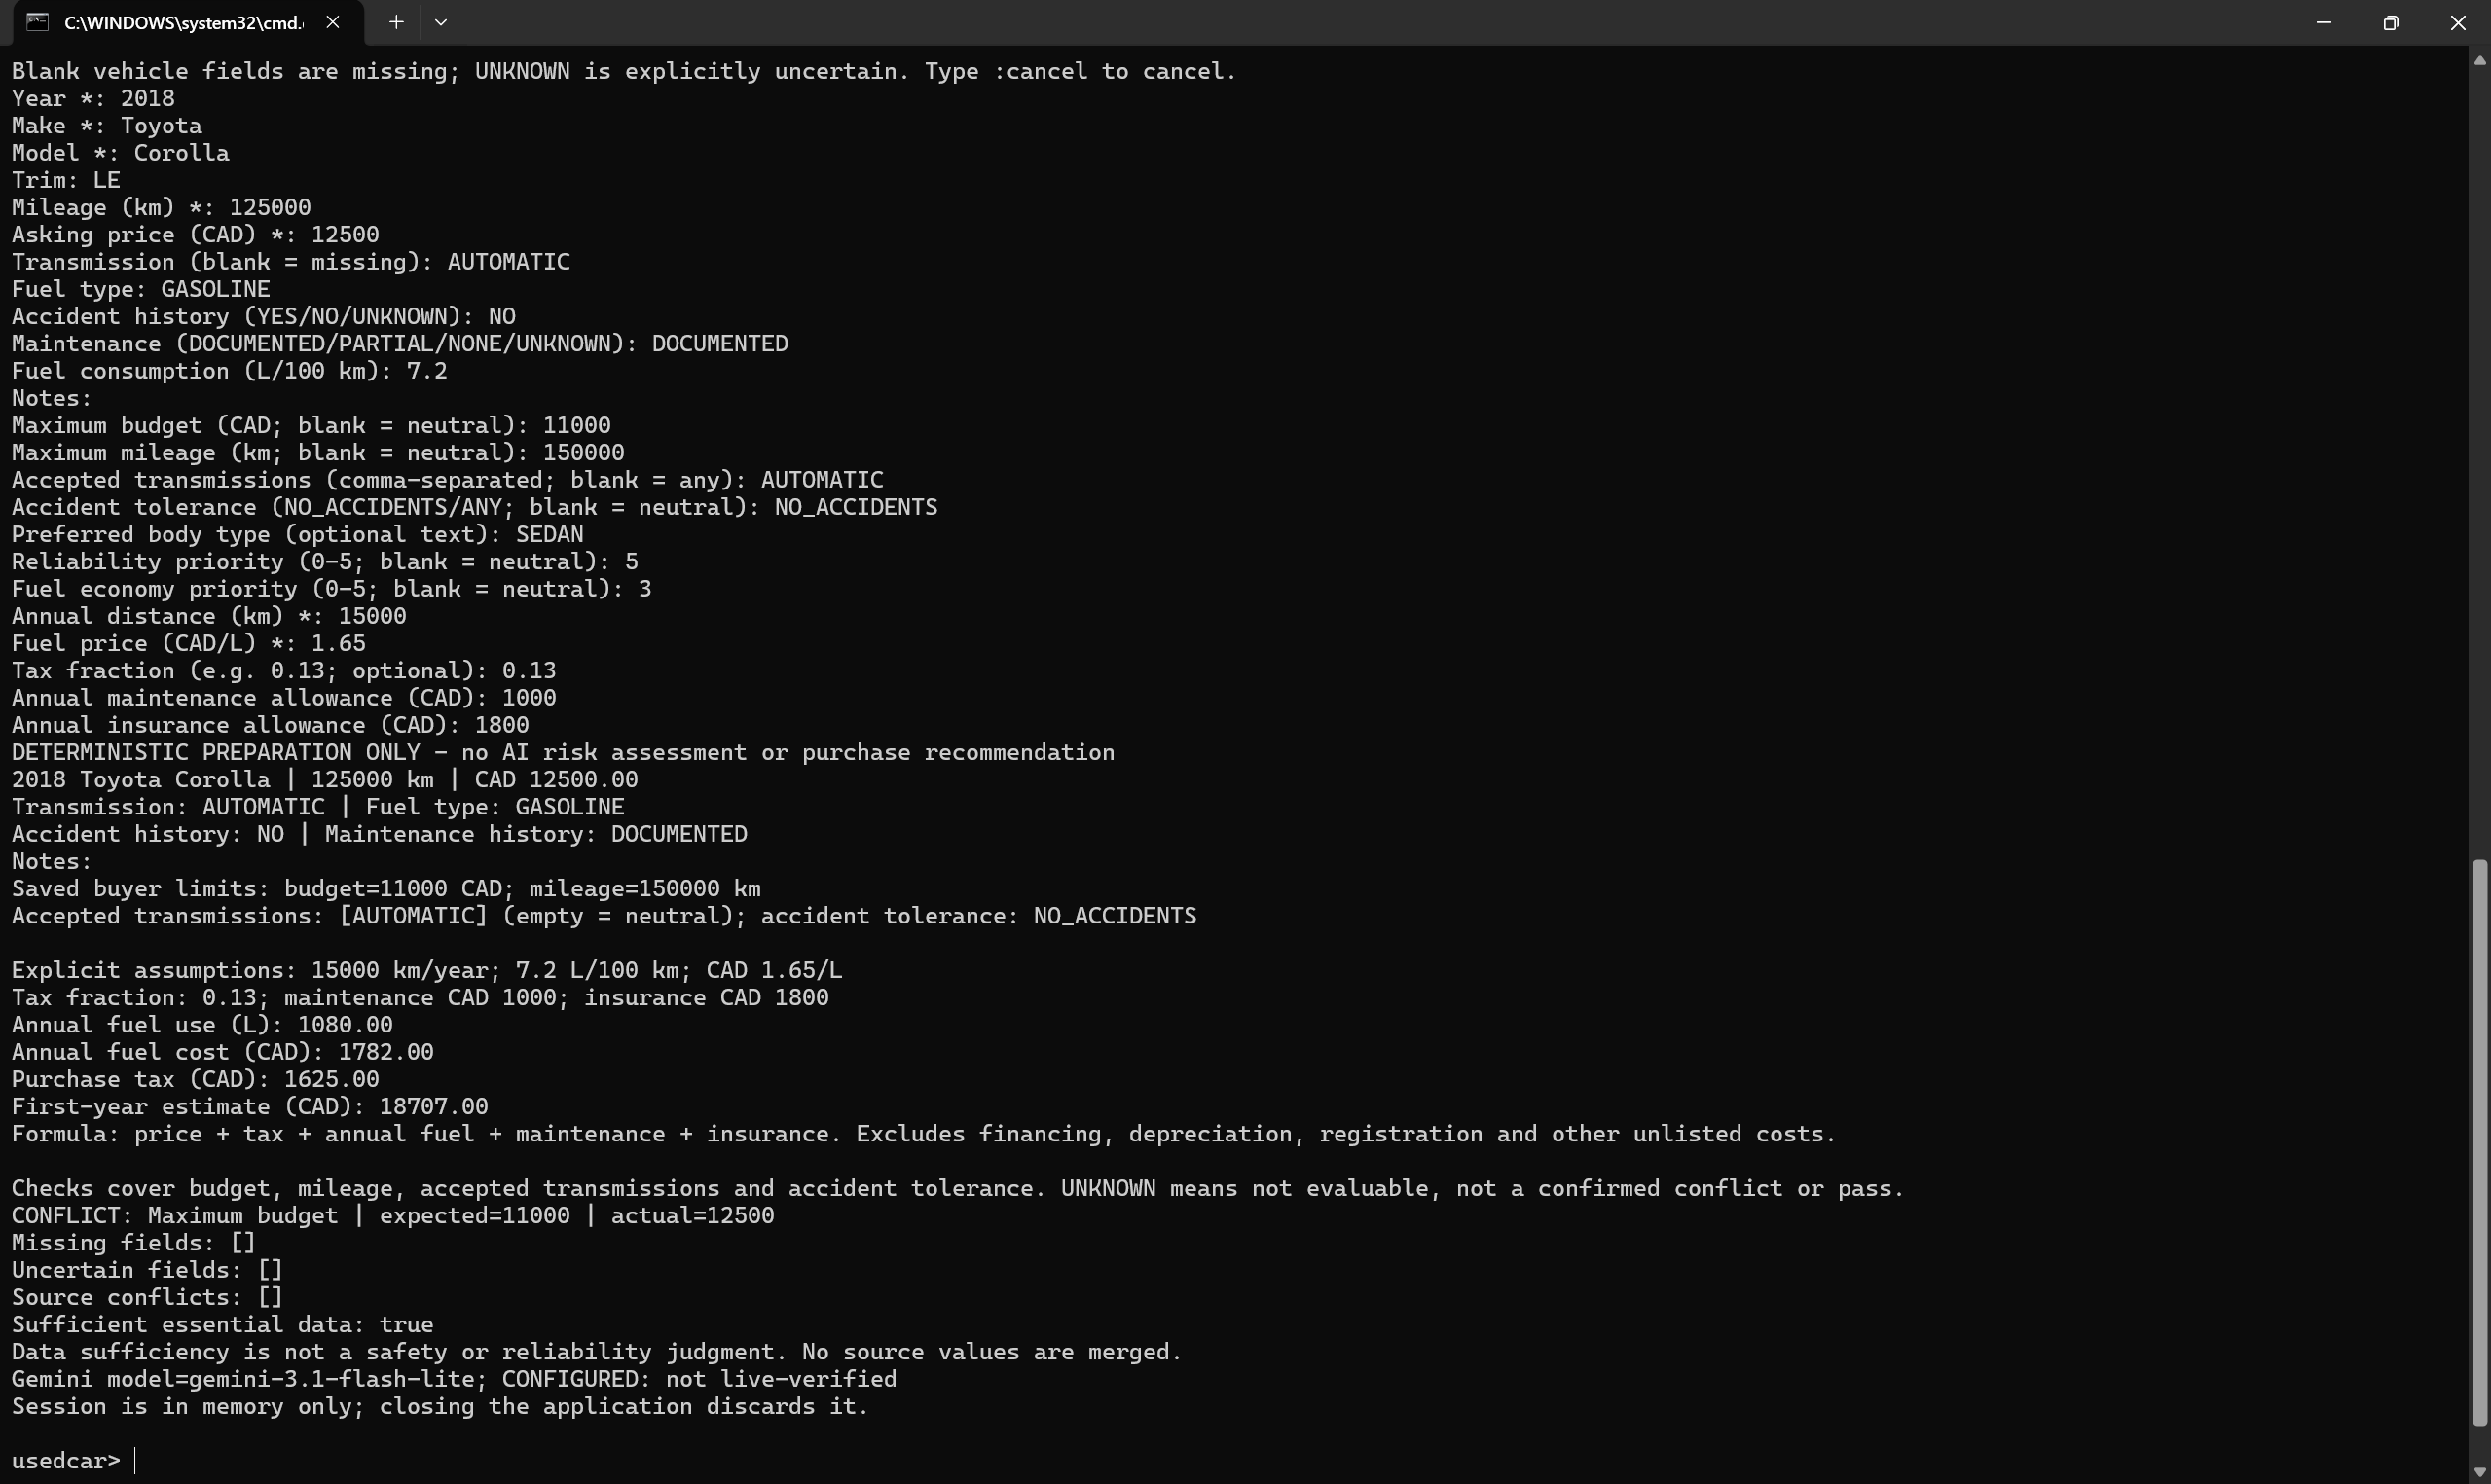 C:\WINDOWS\system32\cmd.
Blank vehicle fields are missing; UNKNOWN is explicitly uncertain. Type :cancel to cancel.
Year *: 2018
Make *: Toyota
Model *: Corolla
Trim: LE
Mileage (km) *: 125000
Asking price (CAD) *: 12500
Transmission (blank = missing): AUTOMATIC
Fuel type: GASOLINE
Accident history (YES/NO/UNKNOWN): NO
Maintenance (DOCUMENTED/PARTIAL/NONE/UNKNOWN): DOCUMENTED
Fuel consumption (L/100 km): 7.2
Notes:
Maximum budget (CAD; blank = neutral): 11000
Maximum mileage (km; blank = neutral): 150000
Accepted transmissions (comma-separated; blank = any): AUTOMATIC
Accident tolerance (NO_ACCIDENTS/ANY; blank = neutral): NO_ACCIDENTS
Preferred body type (optional text): SEDAN
Reliability priority (0-5; blank = neutral): 5
Fuel economy priority (0-5; blank = neutral): 3
Annual distance (km) *: 15000
Fuel price (CAD/L) *: 1.65
Tax fraction (e.g. 0.13; optional): 0.13
Annual maintenance allowance (CAD): 1000
Annual insurance allowance (CAD): 1800
DETERMINISTIC PREPARATION ONLY - no AI risk assessment or purchase recommendation
2018 Toyota Corolla | 125000 km | CAD 12500.00
Transmission: AUTOMATIC | Fuel type: GASOLINE
Accident history: NO | Maintenance history: DOCUMENTED
Notes:
Saved buyer limits: budget=11000 CAD; mileage=150000 km
Accepted transmissions: [AUTOMATIC] (empty = neutral); accident tolerance: NO_ACCIDENTS
Explicit assumptions: 15000 km/year; 7.2 L/100 km; CAD 1.65/L
Tax fraction: 0.13; maintenance CAD 1000; insurance CAD 1800
Annual fuel use (L): 1080.00
Annual fuel cost (CAD): 1782.00
Purchase tax (CAD): 1625.00
First-year estimate (CAD): 18707.00
Formula: price + tax + annual fuel + maintenance + insurance. Excludes financing, depreciation, registration and other unlisted costs.
Checks cover budget, mileage, accepted transmissions and accident tolerance. UNKNOWN means not evaluable, not a confirmed conflict or pass.
CONFLICT: Maximum budget | expected=11000 | actual=12500
Missing fields: []
Uncertain fields: []
Source conflicts: []
Sufficient essential data: true
Data sufficiency is not a safety or reliability judgment. No source values are merged.
Gemini model=gemini-3.1-flash-lite; CONFIGURED: not live-verified
Session is in memory only; closing the application discards it.
usedcar>